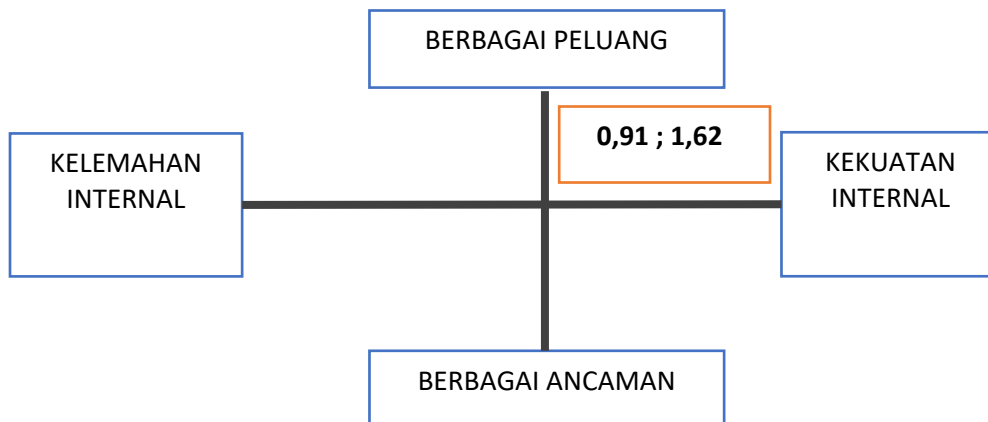 BERBAGAI PELUANG
0,91 ; 1,62
KELEMAHAN
INTERNAL
KEKUATAN
INTERNAL
BERBAGAI ANCAMAN